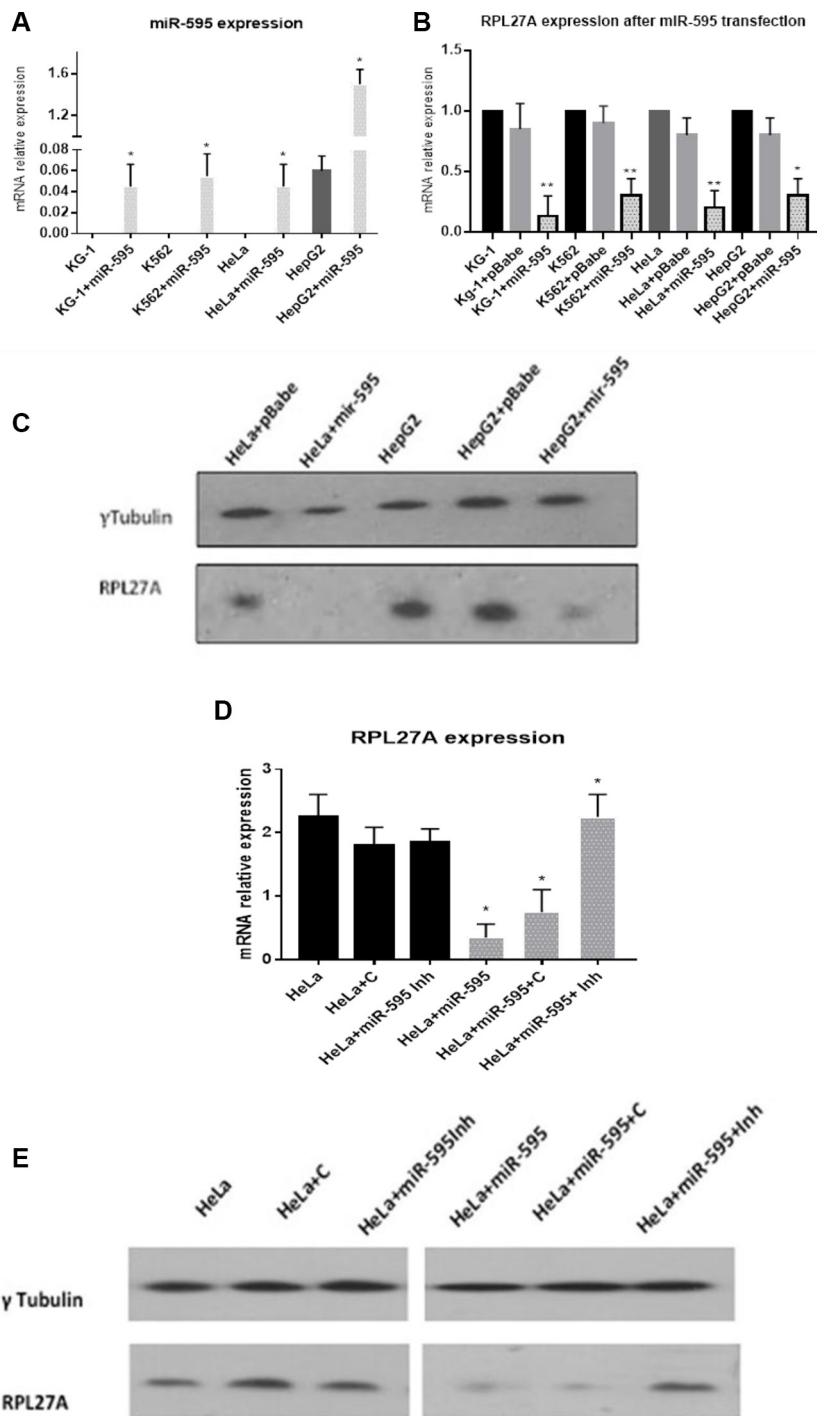 A
miR-595 expression
mRNA relative expression
1.6
1.2
0.08
0.06
0.04
0.02
0.00
*
*
*
*
KG-1
KG-1+miR-595
K562
K562+miR-595
HeLa
HeLa+miR-595
HepG2
HepG2+miR-595
B
RPL27A expression after miR-595 transfection
mRNA relative expression
1.5
1.0
0.5
0.0
**
**
**
*
KG-1
Kg-1+pBabe
KG-1+miR-595
K562
K562+pBabe
K562+miR-595
HeLa
HeLa+pBabe
HeLa+miR-595
HepG2
HepG2+pBabe
HepG2+miR-595
C
HeLa+pBabe
HeLa+mir-595
HepG2
HepG2+pBabe
HepG2+mir-595
γTubulin
RPL27A
D
RPL27A expression
mRNA relative expression
3
2
1
0
*
*
*
HeLa
HeLa+C
HeLa+miR-595 Inh
HeLa+miR-595
HeLa+miR-595+C
HeLa+miR-595+ Inh
E
HeLa
HeLa+C
HeLa+miR-595Inh
HeLa+miR-595
HeLa+miR-595+C
HeLa+miR-595+Inh
γ Tubulin
RPL27A